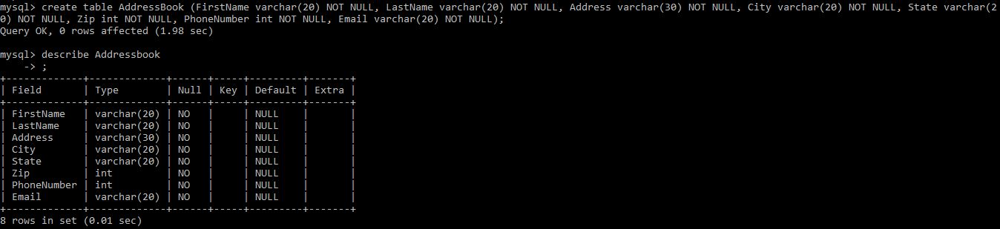 mysql> create table AddressBook (FirstName varchar(20) NOT NULL, LastName varchar(20) NOT NULL, Address varchar(30) NOT NULL, City varchar(20) NOT NULL, State varchar(2
0) NOT NULL, Zip int NOT NULL, PhoneNumber int NOT NULL, Email varchar(20) NOT NULL);
Query OK, 0 rows affected (1.98 sec)

mysql> describe Addressbook
    -> ;
+-------------+-------------+------+-----+---------+-------+
| Field       | Type        | Null | Key | Default | Extra |
+-------------+-------------+------+-----+---------+-------+
| FirstName   | varchar(20) | NO   |     | NULL    |       |
| LastName    | varchar(20) | NO   |     | NULL    |       |
| Address     | varchar(30) | NO   |     | NULL    |       |
| City        | varchar(20) | NO   |     | NULL    |       |
| State       | varchar(20) | NO   |     | NULL    |       |
| Zip         | int         | NO   |     | NULL    |       |
| PhoneNumber | int         | NO   |     | NULL    |       |
| Email       | varchar(20) | NO   |     | NULL    |       |
+-------------+-------------+------+-----+---------+-------+
8 rows in set (0.01 sec)